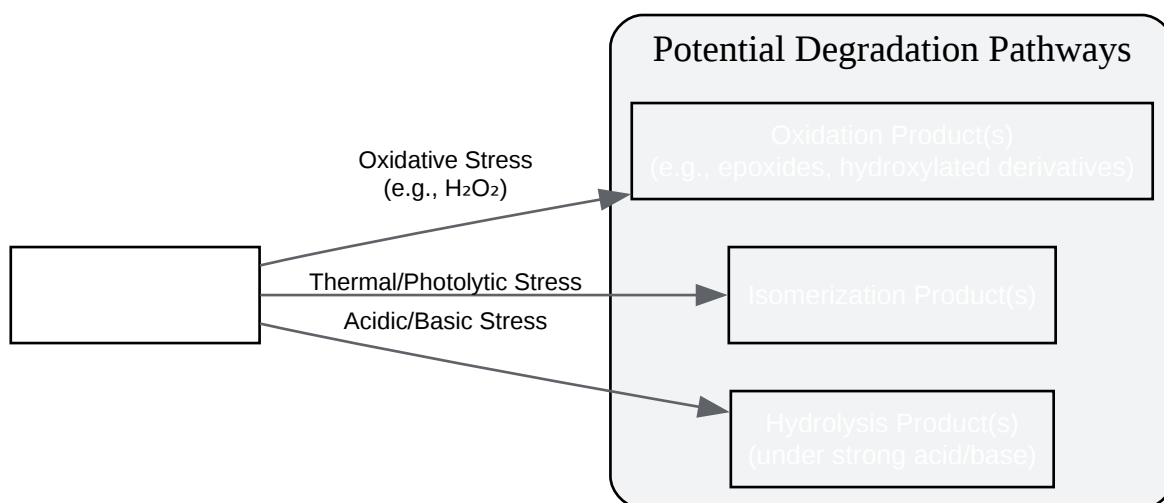 Potential Degradation Pathways
Oxidation Product(s)
(e.g., epoxides, hydroxylated derivatives)
Oxidative Stress
(e.g., H₂O₂)
Thermal/Photolytic Stress
Isomerization Product(s)
Acidic/Basic Stress
Hydrolysis Product(s)
(under strong acid/base)